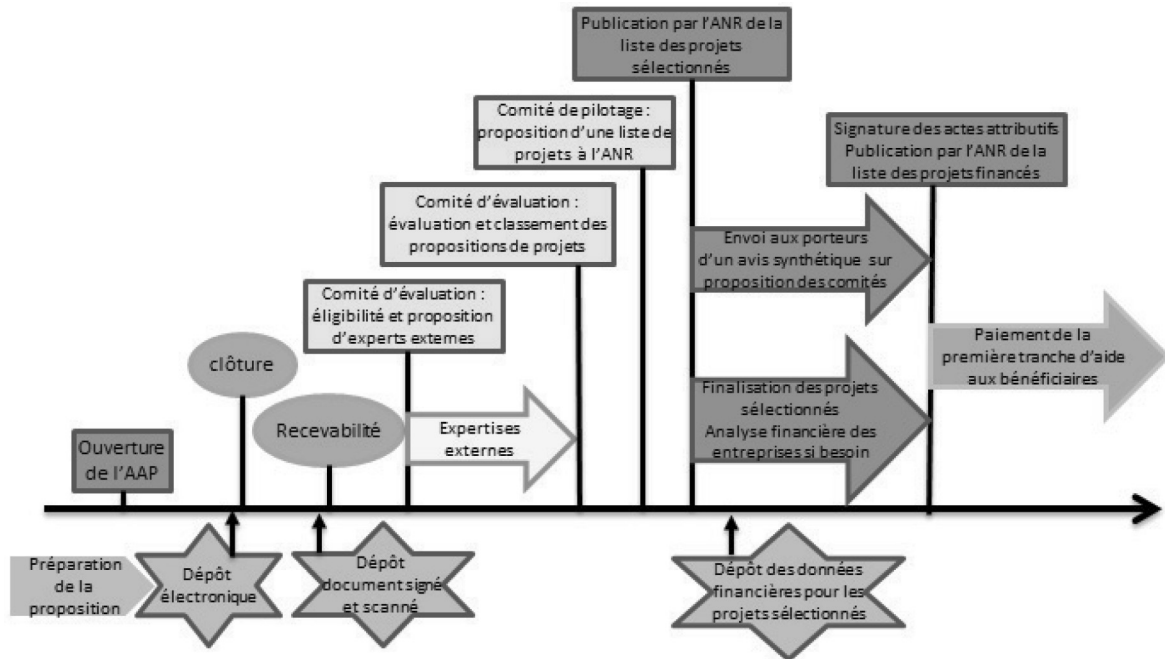 Publication par l'ANR de la
liste des projets
sélectionnés
Comité de pilotage :
proposition d'une liste de
projets à l'ANR
Signature des actes attributifs
Publication par l'ANR de la
liste des projets financés
Comité d'évaluation :
évaluation et classement des
propositions de projets
Envoi aux porteurs
d'un avis synthétique sur
proposition des comités
Comité d'évaluation :
éligibilité et proposition
d'experts externes
Paiement de la
première tranche d'aide
aux bénéficiaires
clôture
Finalisation des projets
sélectionnés
Analyse financière des
entreprises si besoin
Recevabilité
Expertises
externes
Ouverture
de l'AAP
Préparation
de la
proposition
Dépôt
électronique
Dépôt
document signé
et scanné
Dépôt des données
financières pour les
projets sélectionnés